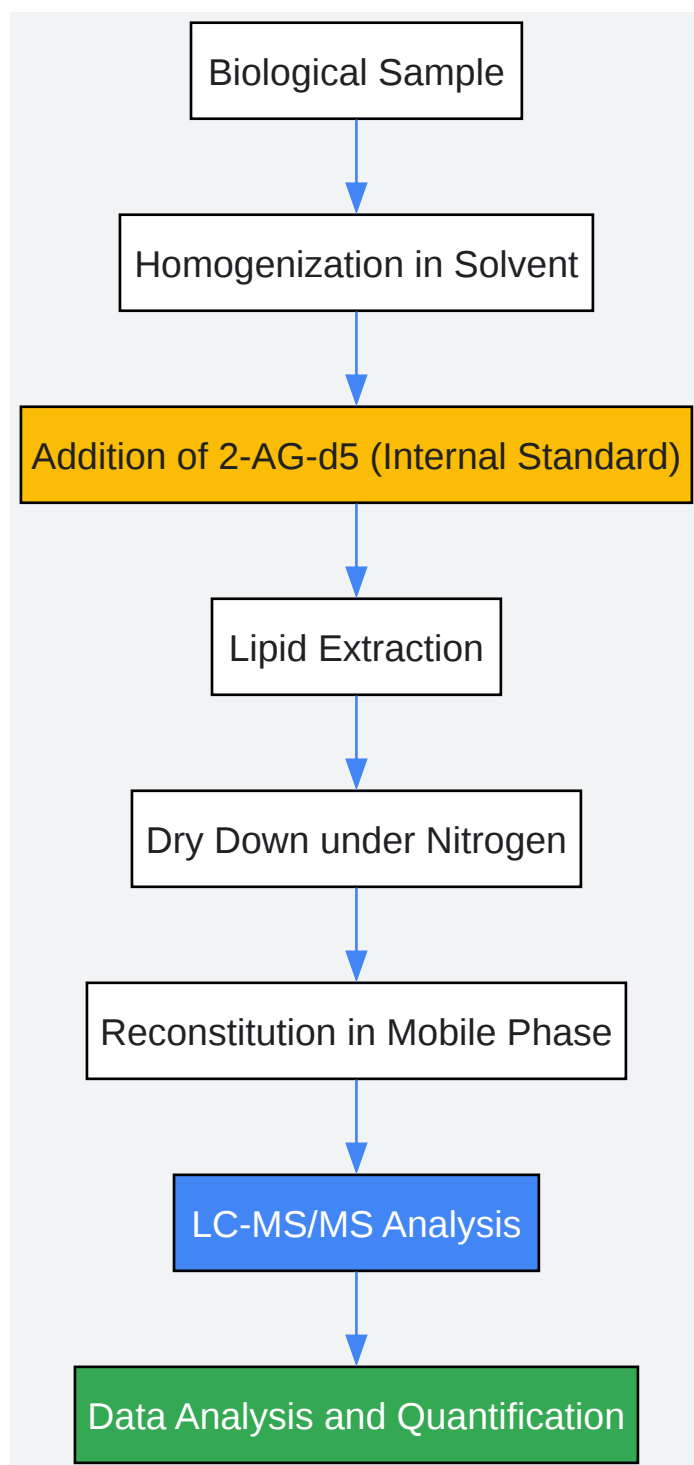 Biological Sample
Homogenization in Solvent
Addition of 2-AG-d5 (Internal Standard)
Lipid Extraction
Dry Down under Nitrogen
Reconstitution in Mobile Phase
LC-MS/MS Analysis
Data Analysis and Quantification